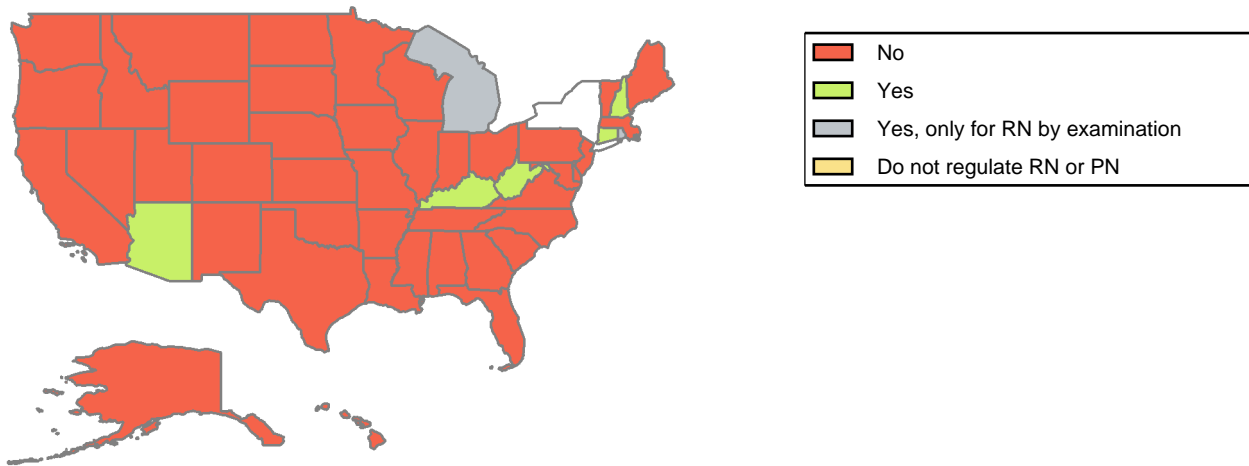 No
Yes
Yes, only for RN by examination
Do not regulate RN or PN